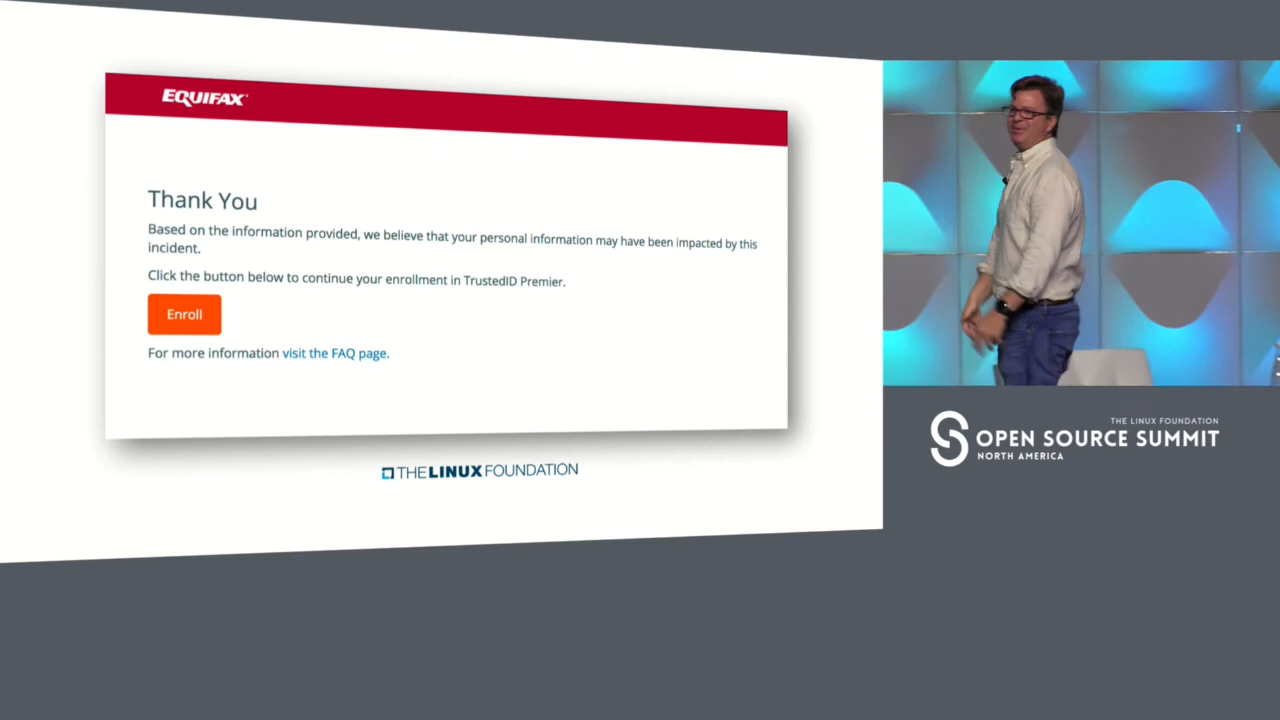 EQUIFAX
Thank You
Based on the information provided, we believe that your personal information may have been impacted by this
incident.
Click the button below to continue your enrollment in TrustedID Premier.
Enroll
For more information visit the FAQ page.
THE LINUX FOUNDATION
THE LINUX FOUNDATION
OPEN SOURCE SUMMIT
NORTH AMERICA